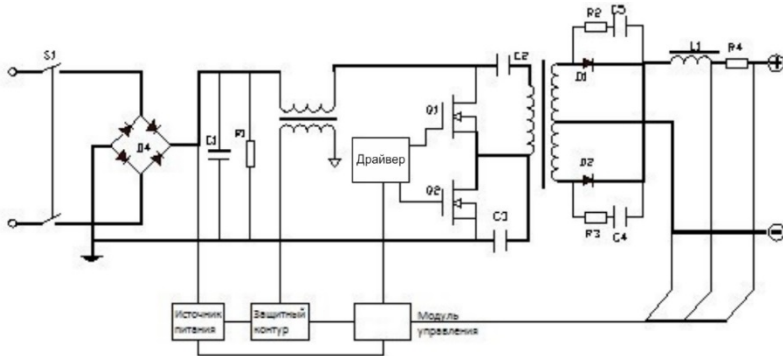 S1
D4
C1
R1
Драйвер
Q1
Q2
C2
C3
R2
C5
D1
D2
R3
C4
L1
R4
Источник
питания
Защитный
контур
Модуль
управления